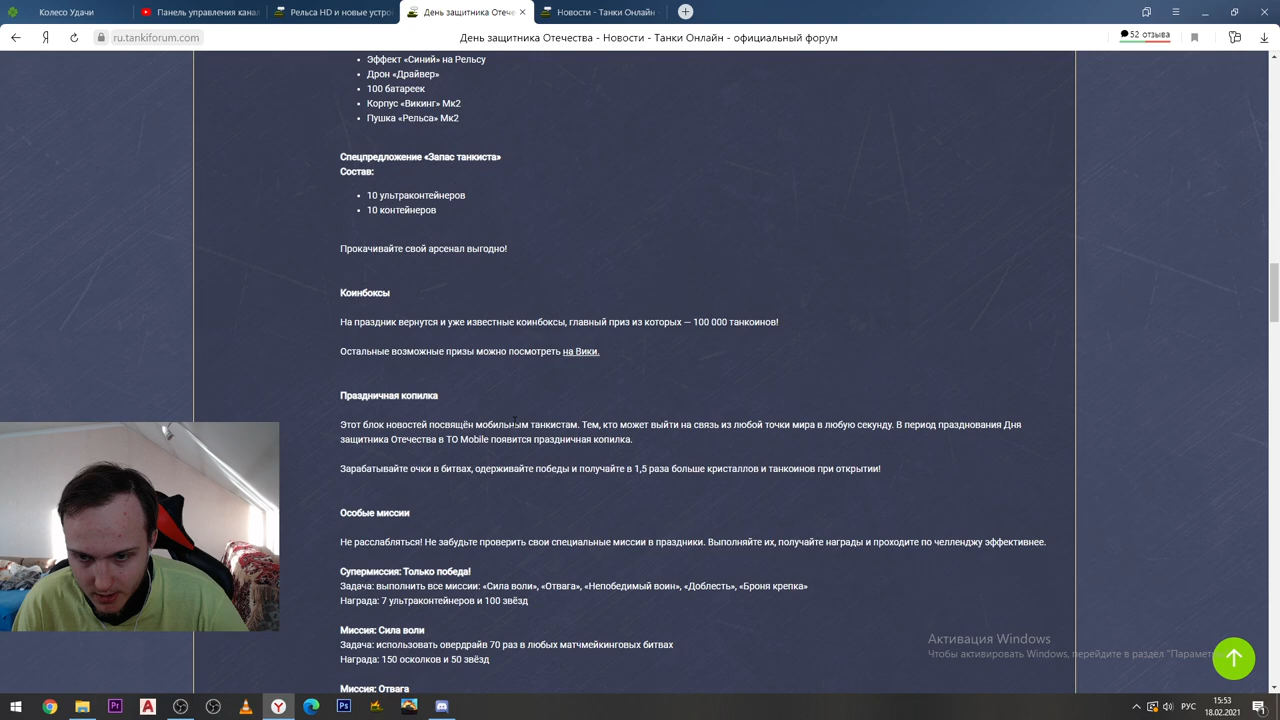 Колесо Удачи
Панель управления кана
Рельса HD и новые устро
День защитника Отече
Новости - Танки Онлайн
ru.tankiforum.com
День защитника Отечества - Новости - Танки Онлайн - официальный форум
52 отзыва
• Эффект «Синий» на Рельсу
• Дрон «Драйвер»
• 100 батареек
• Корпус «Викинг» Мк2
• Пушка «Рельса» Мк2
Спецпредложение «Запас танкиста»
Состав:
• 10 ультраконтейнеров
• 10 контейнеров
Прокачивайте свой арсенал выгодно!
Коинбоксы
На праздник вернутся и уже известные коинбоксы, главный приз из которых — 100 000 танкоинов!
Остальные возможные призы можно посмотреть на Вики.
Праздничная копилка
Этот блок новостей посвящён мобильным танкистам. Тем, кто может выйти на связь из любой точки мира в любую секунду. В период празднования Дня
защитника Отечества в ТО Mobile появится праздничная копилка.
Зарабатывайте очки в битвах, одерживайте победы и получайте в 1,5 раза больше кристаллов и танкоинов при открытии!
Особые миссии
Не расслабляться! Не забудьте проверить свои специальные миссии в праздники. Выполняйте их, получайте награды и проходите по челленджу эффективнее.
Супермиссия: Только победа!
Задача: выполнить все миссии: «Сила воли», «Отвага», «Непобедимый воин», «Доблесть», «Броня крепка»
Награда: 7 ультраконтейнеров и 100 звёзд
Миссия: Сила воли
Задача: использовать овердрайв 70 раз в любых матчмейкинговых битвах
Награда: 150 осколков и 50 звёзд
Миссия: Отвага
Активация Windows
Чтобы активировать Windows, перейдите в раздел "Парамет
РУС
15:53
18.02.2021
1